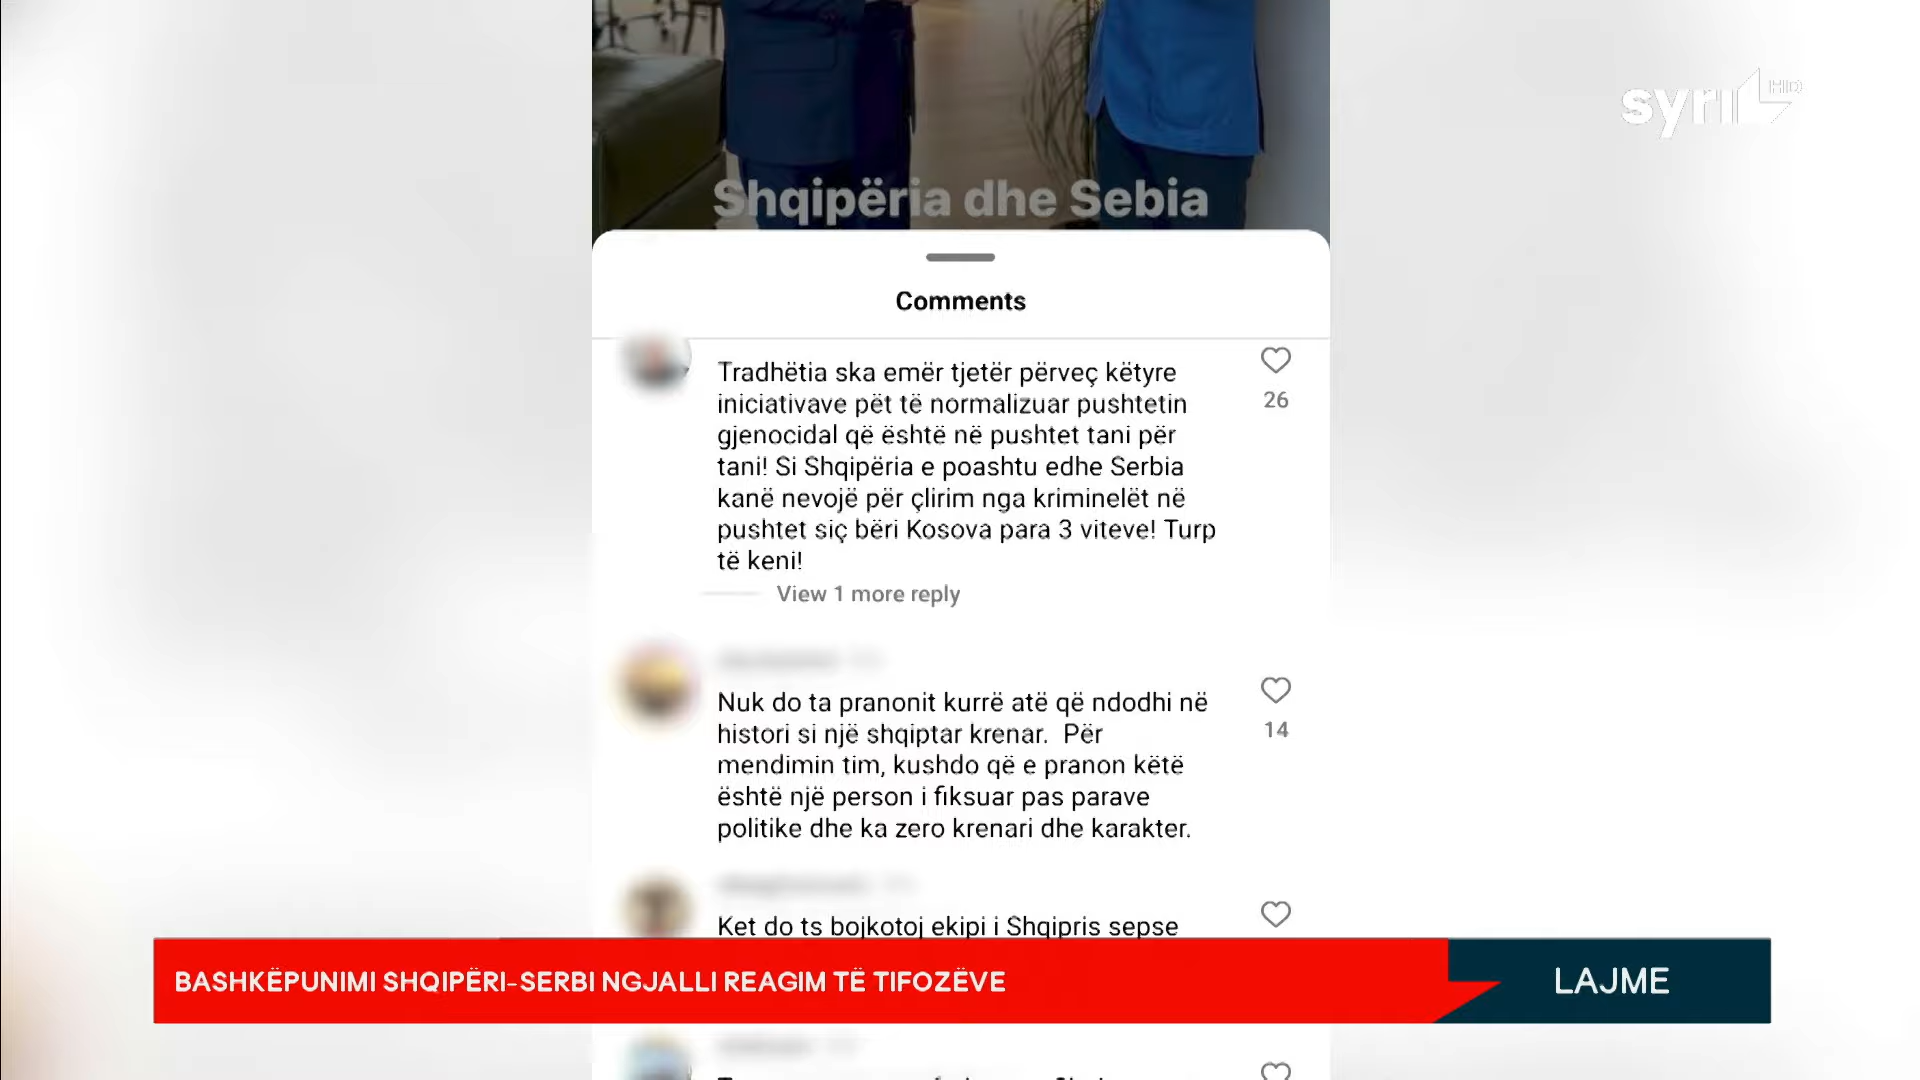 syri HD
Shqipëria dhe Sebia
Comments
Tradhëtia ska emër tjetër përveç këtyre
iniciativave pët të normalizuar pushtetin
gjenocidal që është në pushtet tani për
tani! Si Shqipëria e poashtu edhe Serbia
kanë nevojë për çlirim nga kriminelët në
pushtet siç bëri Kosova para 3 viteve! Turp
të keni!
26
View 1 more reply
Nuk do ta pranonit kurrë atë që ndodhi në
histori si një shqiptar krenar.  Për
mendimin tim, kushdo që e pranon këtë
është një person i fiksuar pas parave
politike dhe ka zero krenari dhe karakter.
14
Ket do ts bojkotoj ekipi i Shqipris sepse
BASHKËPUNIMI SHQIPËRI-SERBI NGJALLI REAGIM TË TIFOZËVE
LAJME